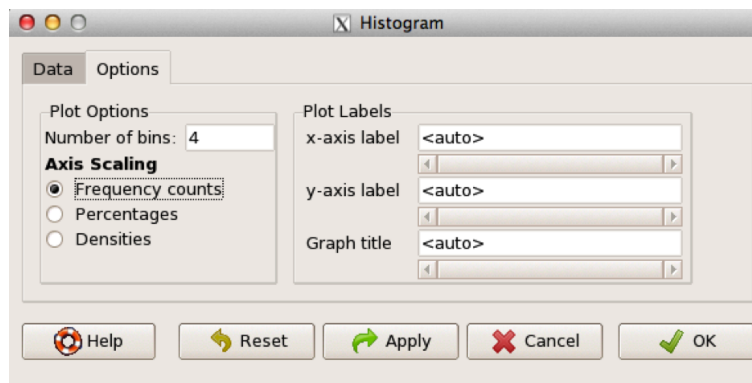 Histogram
Data Options
Plot Options
Number of bins: 4
Axis Scaling
Frequency counts
Percentages
Densities
Plot Labels
x-axis label <auto>
y-axis label <auto>
Graph title <auto>
Help Reset Apply Cancel OK